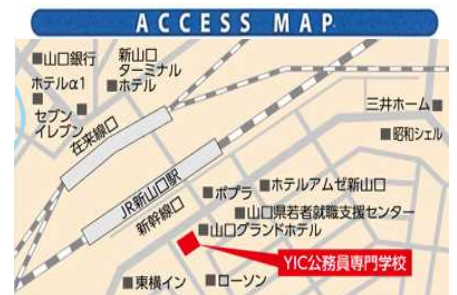 ACCESS MAP
■山口銀行
新山口
ターミナル
■ホテル
ホテルα1
■
セブン■
イレブン
在来線口
三井ホーム■
■昭和シェル
JR新山口駅
新幹線口
■ポプラ
■ホテルアムゼ新山口
■山口県若者就職支援センター
■山口グランドホテル
YIC公務員専門学校
■東横イン
■ローソン